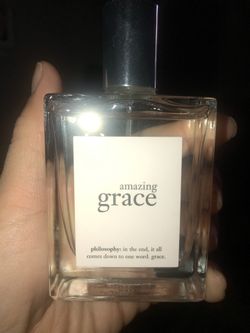 amazing
grace
philosophy: in the end, it all
comes down to one word. grace.